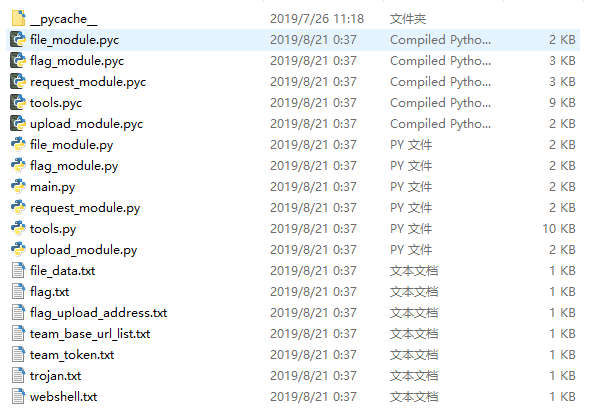 __pycache__ 2019/7/26 11:18 文件夹
file_module.pyc 2019/8/21 0:37 Compiled Pytho... 2 KB
flag_module.pyc 2019/8/21 0:37 Compiled Pytho... 3 KB
request_module.pyc 2019/8/21 0:37 Compiled Pytho... 3 KB
tools.pyc 2019/8/21 0:37 Compiled Pytho... 9 KB
upload_module.pyc 2019/8/21 0:37 Compiled Pytho... 2 KB
file_module.py 2019/8/21 0:37 PY 文件 2 KB
flag_module.py 2019/8/21 0:37 PY 文件 2 KB
main.py 2019/8/21 0:37 PY 文件 2 KB
request_module.py 2019/8/21 0:37 PY 文件 2 KB
tools.py 2019/8/21 0:37 PY 文件 10 KB
upload_module.py 2019/8/21 0:37 PY 文件 2 KB
file_data.txt 2019/8/21 0:37 文本文档 1 KB
flag.txt 2019/8/21 0:37 文本文档 1 KB
flag_upload_address.txt 2019/8/21 0:37 文本文档 1 KB
team_base_url_list.txt 2019/8/21 0:37 文本文档 1 KB
team_token.txt 2019/8/21 0:37 文本文档 1 KB
trojan.txt 2019/8/21 0:37 文本文档 1 KB
webshell.txt 2019/8/21 0:37 文本文档 1 KB